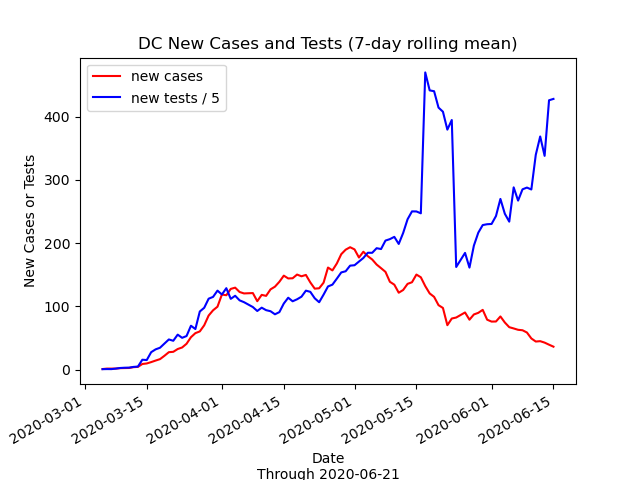 DC New Cases and Tests (7-day rolling mean)
new cases
new tests / 5
New Cases or Tests
400
300
200
100
0
2020-03-01
2020-03-15
2020-04-01
2020-04-15
2020-05-01
2020-05-15
2020-06-01
2020-06-15
Date
Through 2020-06-21